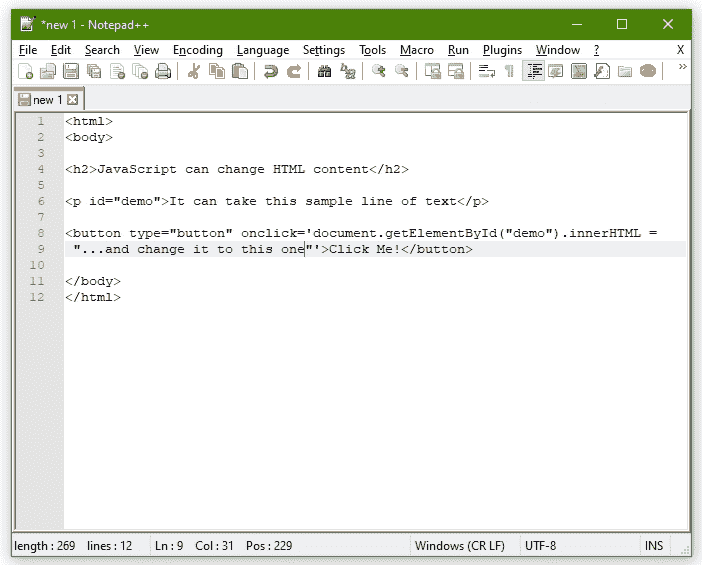 *new 1 - Notepad++
File Edit Search View Encoding Language Settings Tools Macro Run Plugins Window ? X
new 1
1 <html>
2 <body>
3
4 <h2>JavaScript can change HTML content</h2>
5
6 <p id="demo">It can take this sample line of text</p>
7
8 <button type="button" onclick='document.getElementById("demo").innerHTML =
9 "...and change it to this one"'>Click Me!</button>
10
11 </body>
12 </html>
length : 269 lines : 12 Ln : 9 Col : 31 Pos : 229 Windows (CR LF) UTF-8 INS